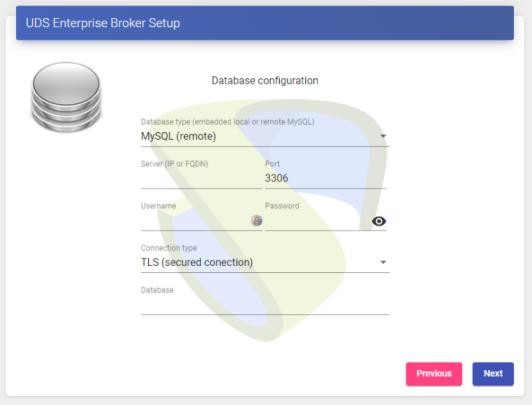 UDS Enterprise Broker Setup
Database configuration
Database type (embedded local or remote MySQL)
MySQL (remote)
Server (IP or FQDN)
Port
3306
Username
Password
Connection type
TLS (secured conection)
Database
Previous
Next